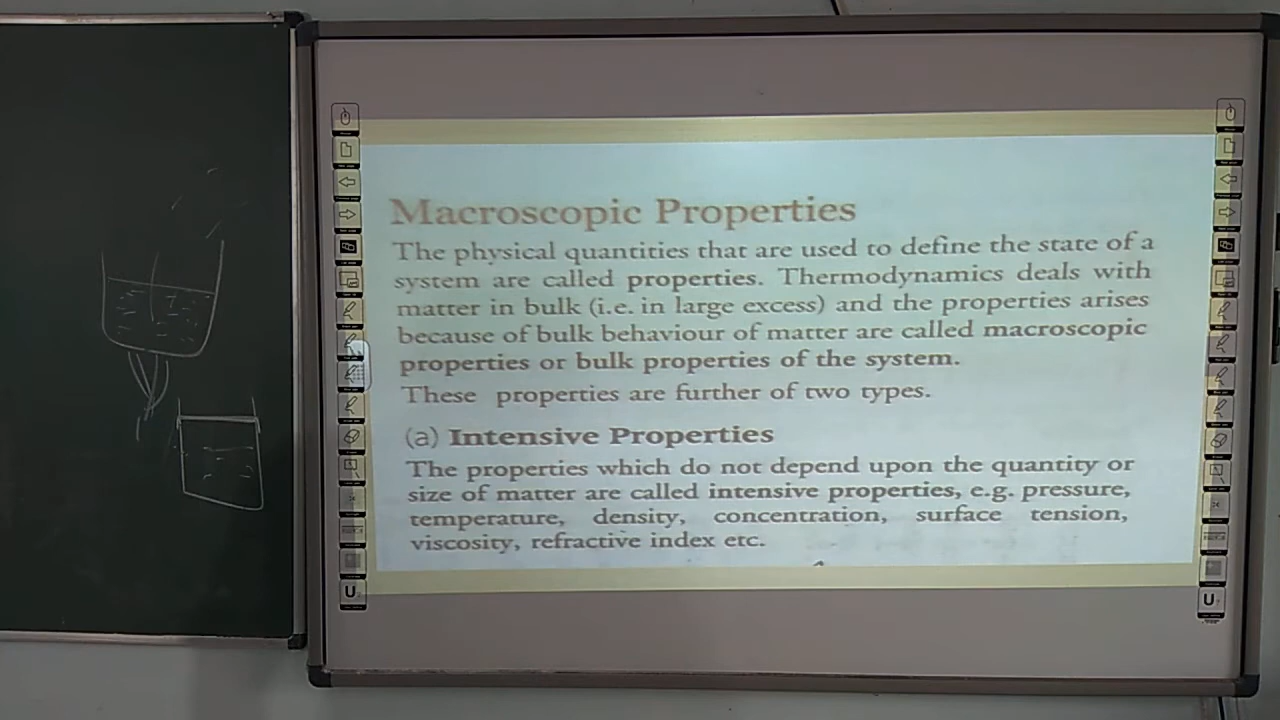 Macroscopic Properties
The physical quantities that are used to define the state of a
system are called properties. Thermodynamics deals with
matter in bulk (i.e. in large excess) and the properties arises
because of bulk behaviour of matter are called macroscopic
properties or bulk properties of the system.
These properties are further of two types.
(a) Intensive Properties
The properties which do not depend upon the quantity or
size of matter are called intensive properties, e.g. pressure,
temperature, density, concentration, surface tension,
viscosity, refractive index etc.
U
U